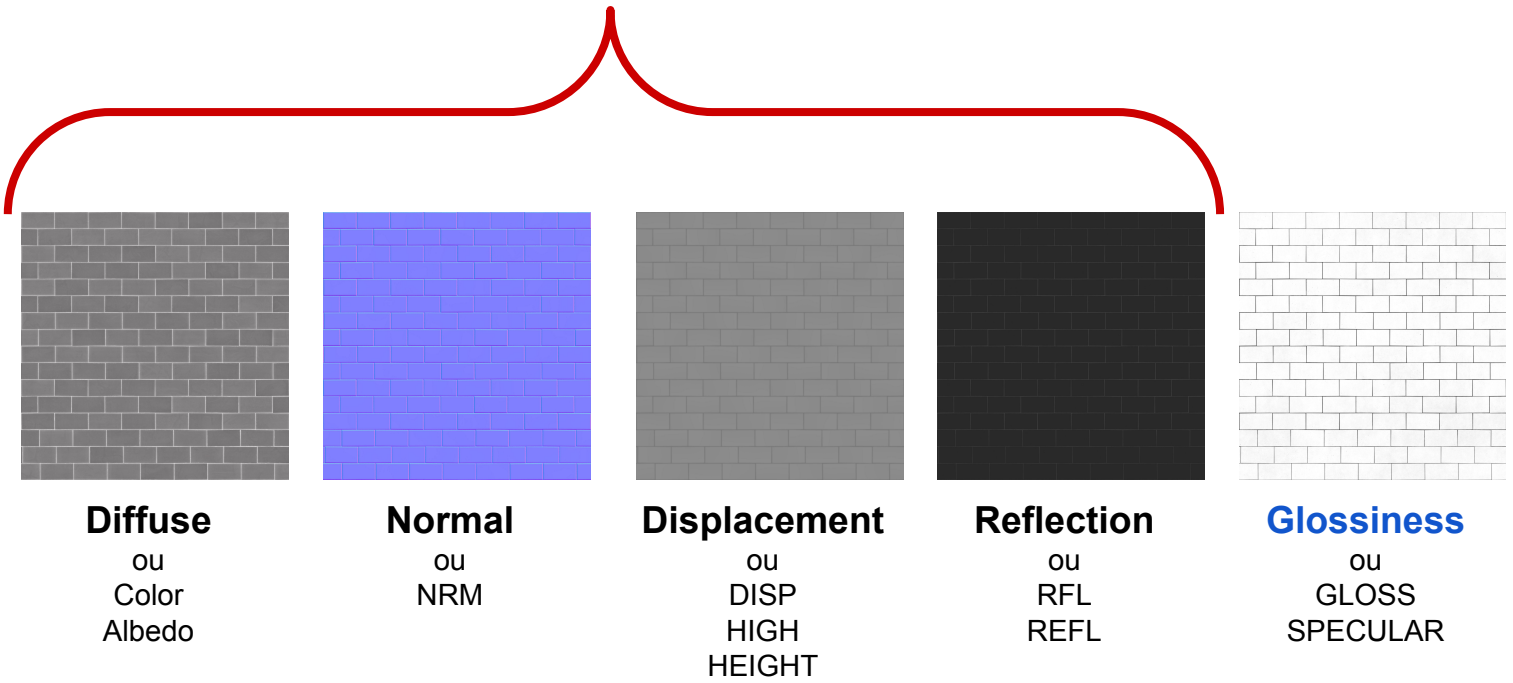 Diffuse
ou
Color
Albedo
Normal
ou
NRM
Displacement
ou
DISP
HIGH
HEIGHT
Reflection
ou
RFL
REFL
Glossiness
ou
GLOSS
SPECULAR